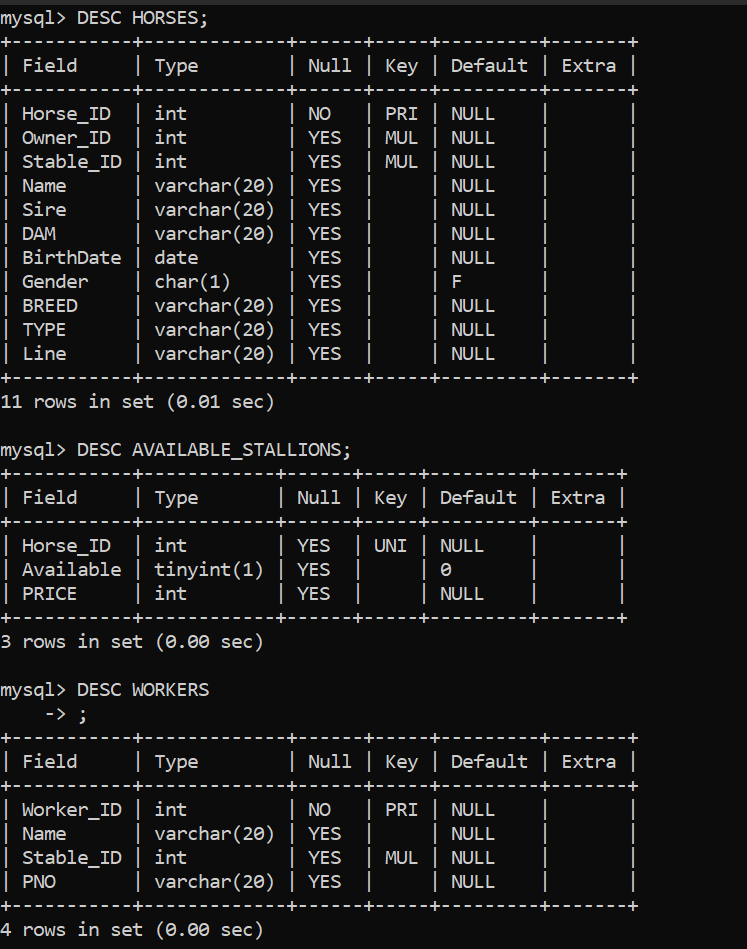 mysql> DESC HORSES;
+-----------+-------------+------+-----+---------+-------+
| Field     | Type        | Null | Key | Default | Extra |
+-----------+-------------+------+-----+---------+-------+
| Horse_ID  | int         | NO   | PRI | NULL    |       |
| Owner_ID  | int         | YES  | MUL | NULL    |       |
| Stable_ID | int         | YES  | MUL | NULL    |       |
| Name      | varchar(20) | YES  |     | NULL    |       |
| Sire      | varchar(20) | YES  |     | NULL    |       |
| DAM       | varchar(20) | YES  |     | NULL    |       |
| BirthDate | date        | YES  |     | NULL    |       |
| Gender    | char(1)     | YES  |     | F       |       |
| BREED     | varchar(20) | YES  |     | NULL    |       |
| TYPE      | varchar(20) | YES  |     | NULL    |       |
| Line      | varchar(20) | YES  |     | NULL    |       |
+-----------+-------------+------+-----+---------+-------+
11 rows in set (0.01 sec)

mysql> DESC AVAILABLE_STALLIONS;
+-----------+------------+------+-----+---------+-------+
| Field     | Type       | Null | Key | Default | Extra |
+-----------+------------+------+-----+---------+-------+
| Horse_ID  | int        | YES  | UNI | NULL    |       |
| Available | tinyint(1) | YES  |     | 0       |       |
| PRICE     | int        | YES  |     | NULL    |       |
+-----------+------------+------+-----+---------+-------+
3 rows in set (0.00 sec)

mysql> DESC WORKERS
    -> ;
+-----------+-------------+------+-----+---------+-------+
| Field     | Type        | Null | Key | Default | Extra |
+-----------+-------------+------+-----+---------+-------+
| Worker_ID | int         | NO   | PRI | NULL    |       |
| Name      | varchar(20) | YES  |     | NULL    |       |
| Stable_ID | int         | YES  | MUL | NULL    |       |
| PNO       | varchar(20) | YES  |     | NULL    |       |
+-----------+-------------+------+-----+---------+-------+
4 rows in set (0.00 sec)